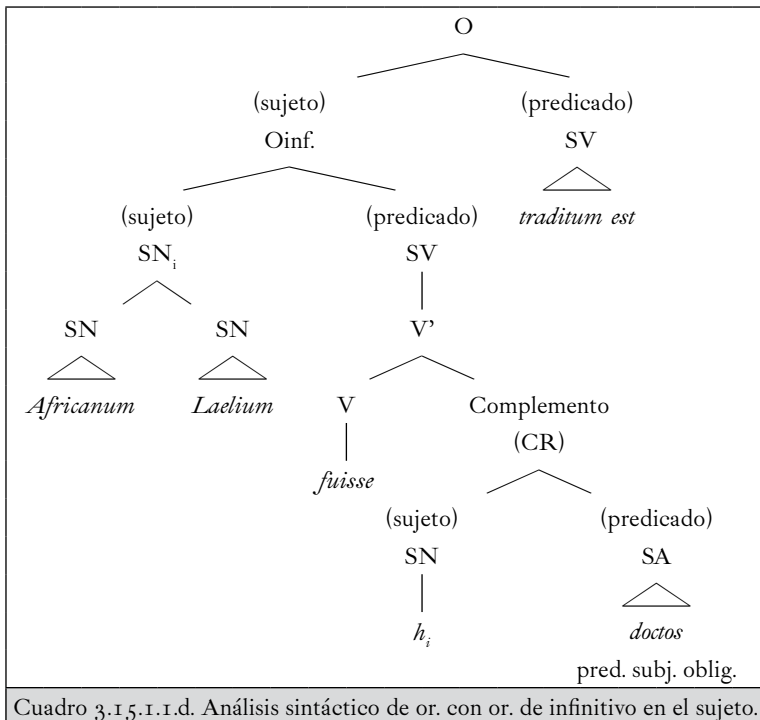 O
(sujeto) (predicado)
Oinf. SV
traditum est
(sujeto) (predicado)
SNi SV
SN SN V’
Africanum Laelium V Complemento
(CR)
fuisse
(sujeto) (predicado)
SN SA
hi doctos
pred. subj. oblig.
Cuadro 3.15.1.1.d. Análisis sintáctico de or. con or. de infinitivo en el sujeto.